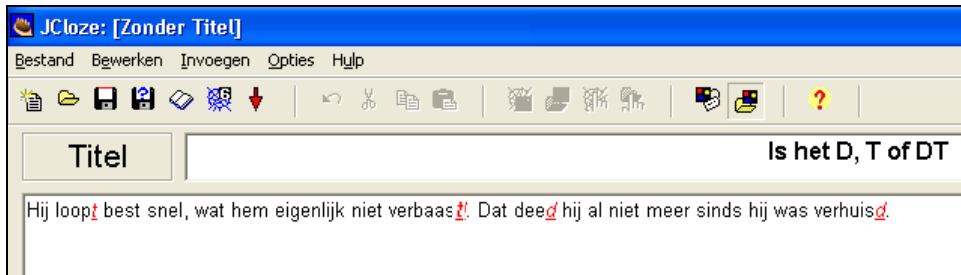 JCloze: [Zonder Titel]
Bestand Bewerken Invoegen Opties Hulp
Titel
Is het D, T of DT
Hij loopt best snel, wat hem eigenlijk niet verbaast. Dat deed hij al niet meer sinds hij was verhuisd.